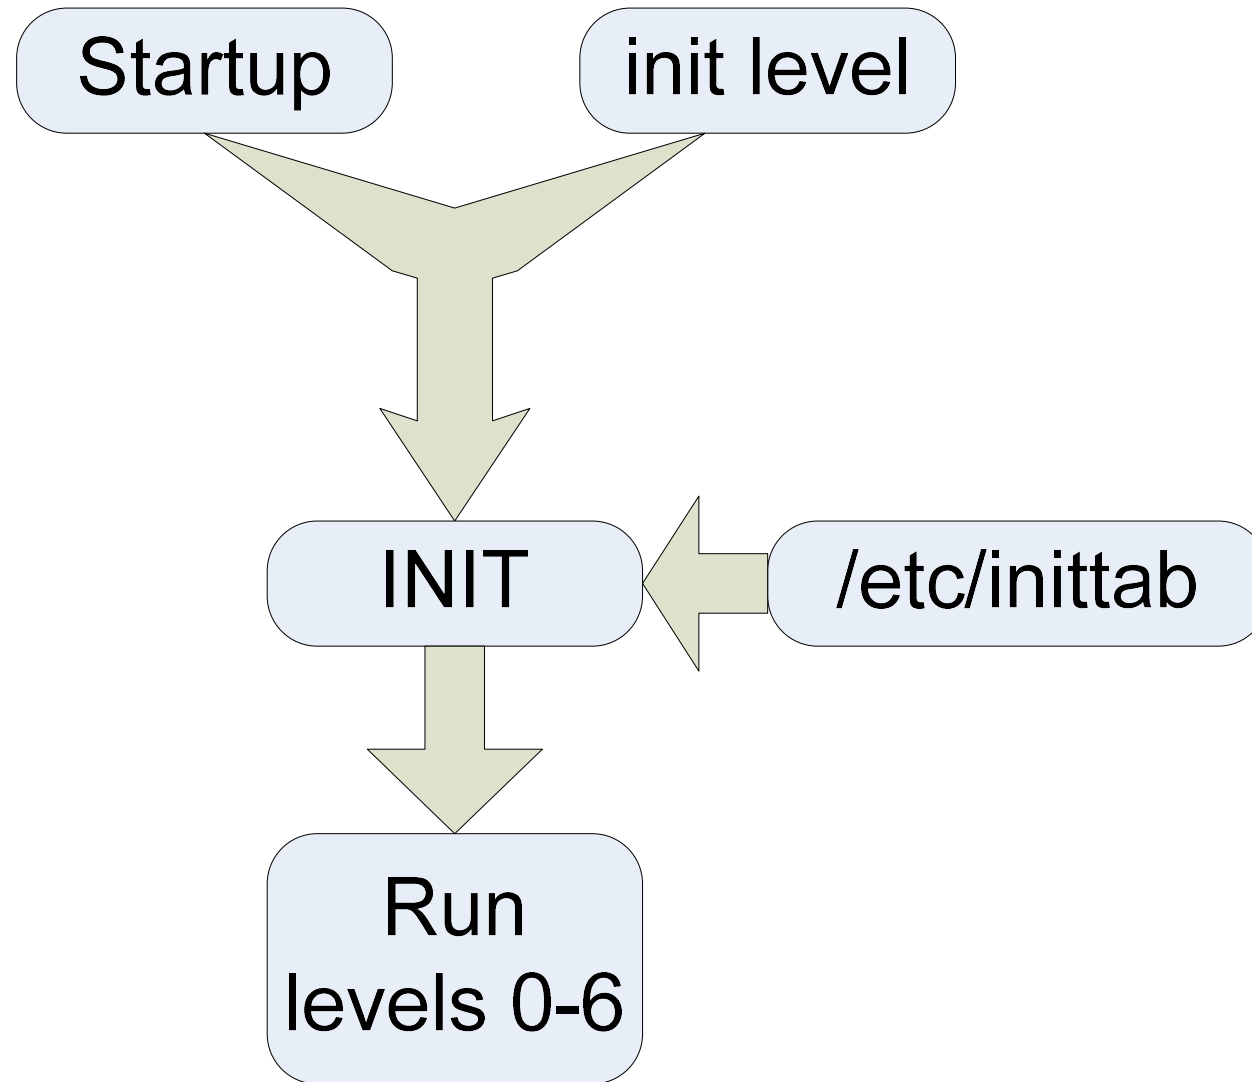 Startup
init level
INIT
/etc/inittab
Run
levels 0-6